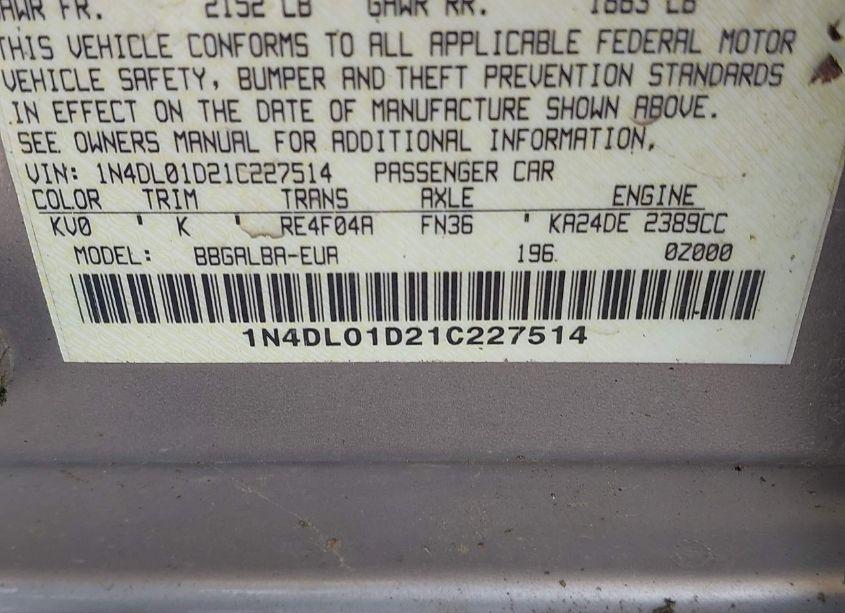 GAWR FR. 2152 LB GAWR RR. 1663 LB
THIS VEHICLE CONFORMS TO ALL APPLICABLE FEDERAL MOTOR
VEHICLE SAFETY, BUMPER AND THEFT PREVENTION STANDARDS
IN EFFECT ON THE DATE OF MANUFACTURE SHOWN ABOVE.
SEE OWNERS MANUAL FOR ADDITIONAL INFORMATION.
VIN: 1N4DL01D21C227514 PASSENGER CAR
COLOR TRIM TRANS AXLE ENGINE
KV0 ' K ' RE4F04A FN36 ' KA24DE 2389CC
MODEL: BBGALBA-EUA 196 0Z000
1N4DL01D21C227514